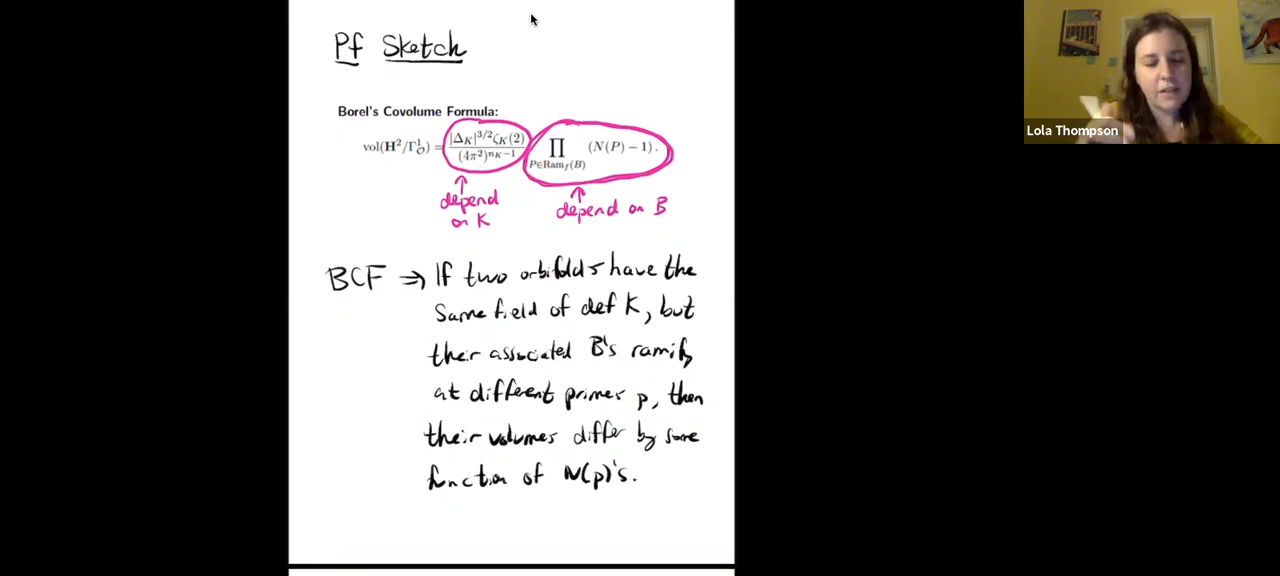 Pf Sketch
Borel's Covolume Formula:
vol(H²/Γ¹_O) = |Δ_K|^{3/2} ζ_K(2) / (4π²)^{n_K−1} ∏_{P∈Ram_f(B)} (N(P) − 1).
depend on K
depend on B
BCF ⇒ If two orbifolds have the
same field of def K, but
their associated B's ramify
at different primes p, then
their volumes differ by some
function of N(p)'s.
Lola Thompson